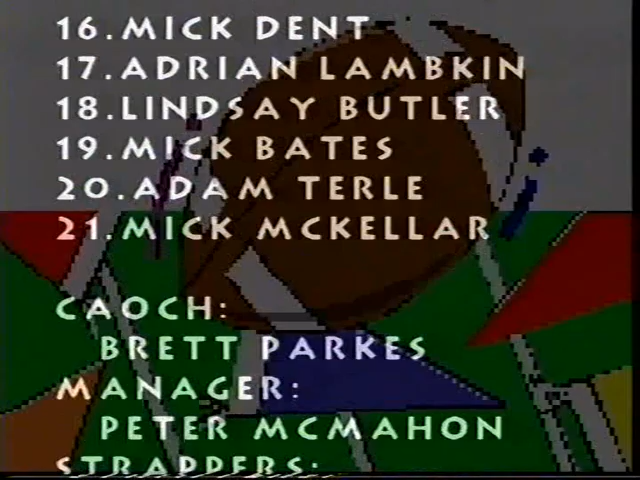 16.MICK DENT
17.ADRIAN LAMBKIN
18.LINDSAY BUTLER
19.MICK BATES
20.ADAM TERLE
21.MICK MCKELLAR
CAOCH:
BRETT PARKES
MANAGER:
PETER MCMAHON
STRAPPERS: